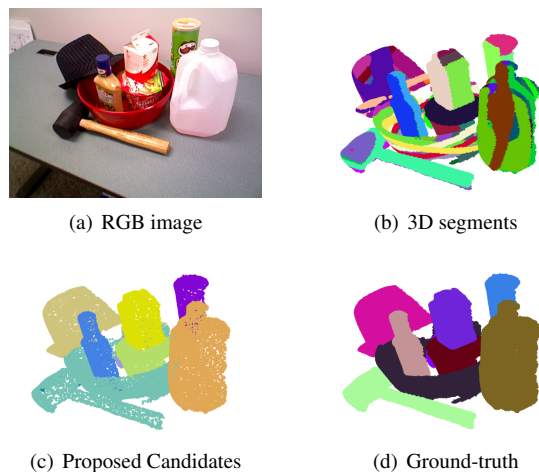 (a) RGB image
(b) 3D segments
(c) Proposed Candidates
(d) Ground-truth